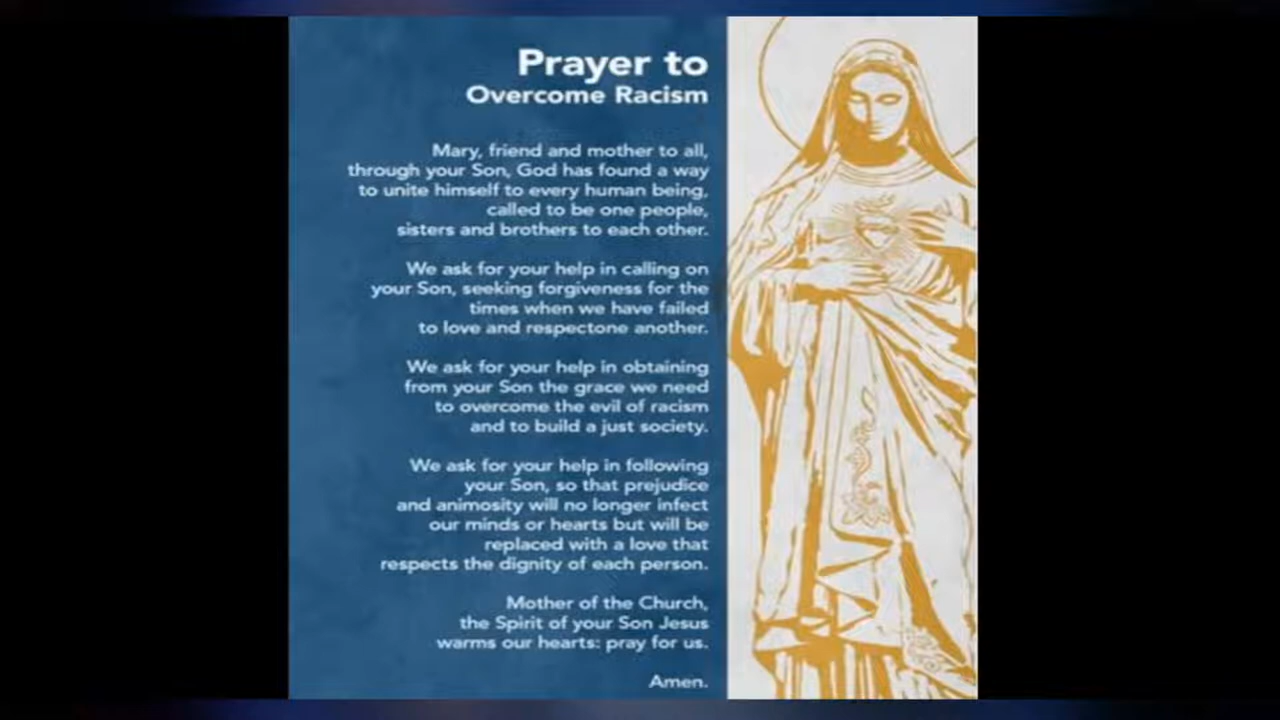 Prayer to
Overcome Racism
Mary, friend and mother to all,
through your Son, God has found a way
to unite himself to every human being,
called to be one people,
sisters and brothers to each other.
We ask for your help in calling on
your Son, seeking forgiveness for the
times when we have failed
to love and respectone another.
We ask for your help in obtaining
from your Son the grace we need
to overcome the evil of racism
and to build a just society.
We ask for your help in following
your Son, so that prejudice
and animosity will no longer infect
our minds or hearts but will be
replaced with a love that
respects the dignity of each person.
Mother of the Church,
the Spirit of your Son Jesus
warms our hearts: pray for us.
Amen.